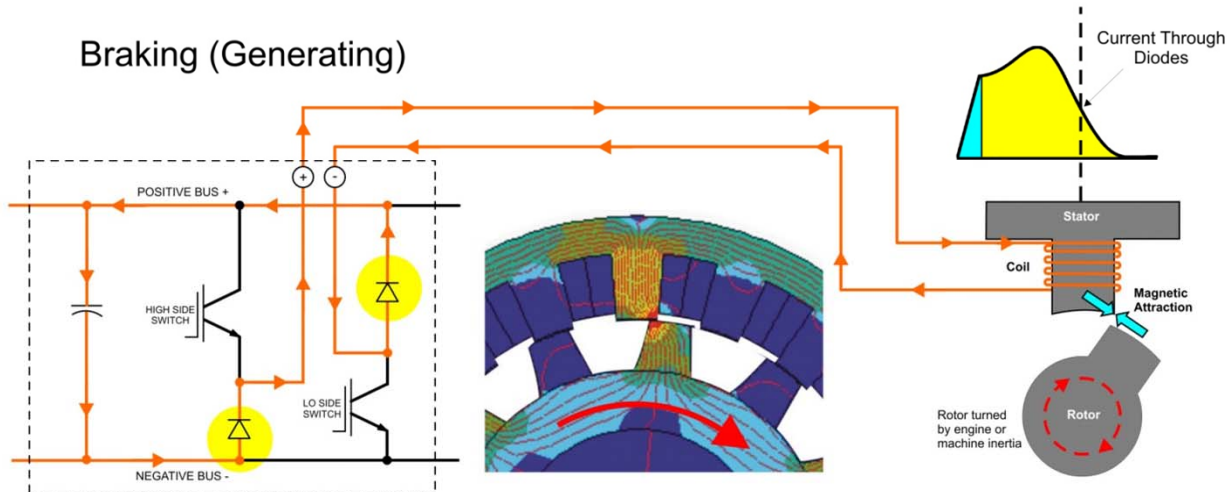 Braking (Generating)
Current Through
Diodes
+
-
POSITIVE BUS +
Stator
Coil
HIGH SIDE
SWITCH
Magnetic
Attraction
LO SIDE
SWITCH
Rotor turned
by engine or
machine inertia
Rotor
NEGATIVE BUS -